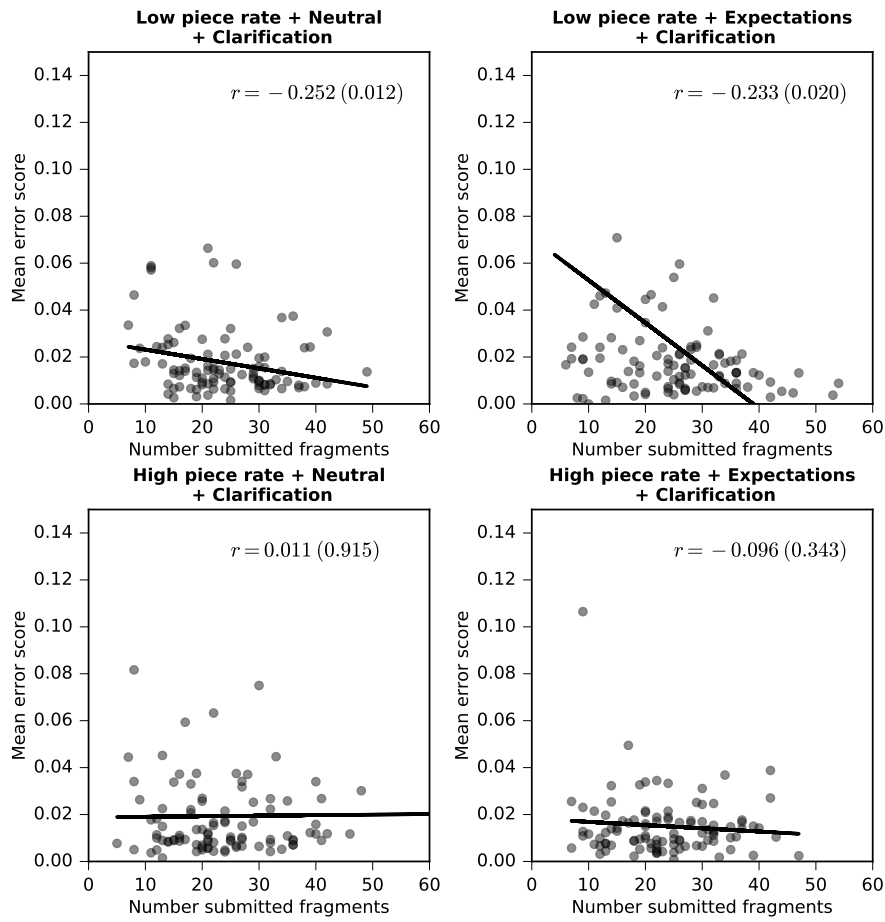 Low piece rate + Neutral
+ Clarification
Low piece rate + Expectations
+ Clarification
0.14
0.12
0.10
0.08
0.06
0.04
0.02
0.00
Mean error score
r = − 0.252 (0.012)
0 10 20 30 40 50 60
Number submitted fragments
0.14
0.12
0.10
0.08
0.06
0.04
0.02
0.00
Mean error score
r = − 0.233 (0.020)
0 10 20 30 40 50 60
Number submitted fragments
High piece rate + Neutral
+ Clarification
High piece rate + Expectations
+ Clarification
0.14
0.12
0.10
0.08
0.06
0.04
0.02
0.00
Mean error score
r = 0.011 (0.915)
0 10 20 30 40 50 60
Number submitted fragments
0.14
0.12
0.10
0.08
0.06
0.04
0.02
0.00
Mean error score
r = − 0.096 (0.343)
0 10 20 30 40 50 60
Number submitted fragments